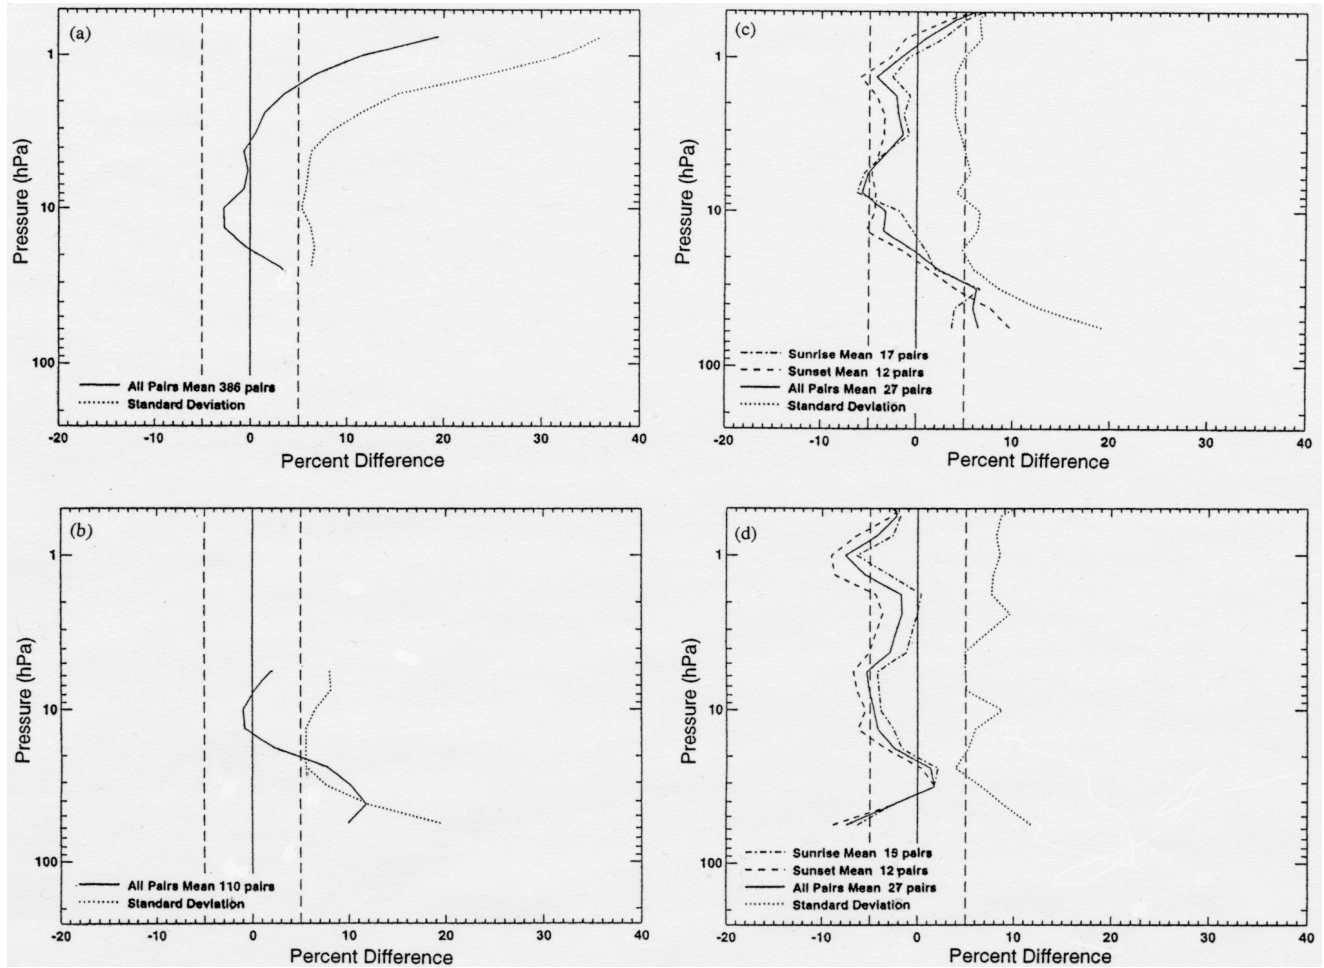 (a)
1
10
100
Pressure (hPa)
All Pairs Mean 386 pairs
Standard Deviation
-20 -10 0 10 20 30 40
Percent Difference
(c)
1
10
100
Pressure (hPa)
Sunrise Mean 17 pairs
Sunset Mean 12 pairs
All Pairs Mean 27 pairs
Standard Deviation
-20 -10 0 10 20 30 40
Percent Difference
(b)
1
10
100
Pressure (hPa)
All Pairs Mean 110 pairs
Standard Deviation
-20 -10 0 10 20 30 40
Percent Difference
(d)
1
10
100
Pressure (hPa)
Sunrise Mean 15 pairs
Sunset Mean 12 pairs
All Pairs Mean 27 pairs
Standard Deviation
-20 -10 0 10 20 30 40
Percent Difference